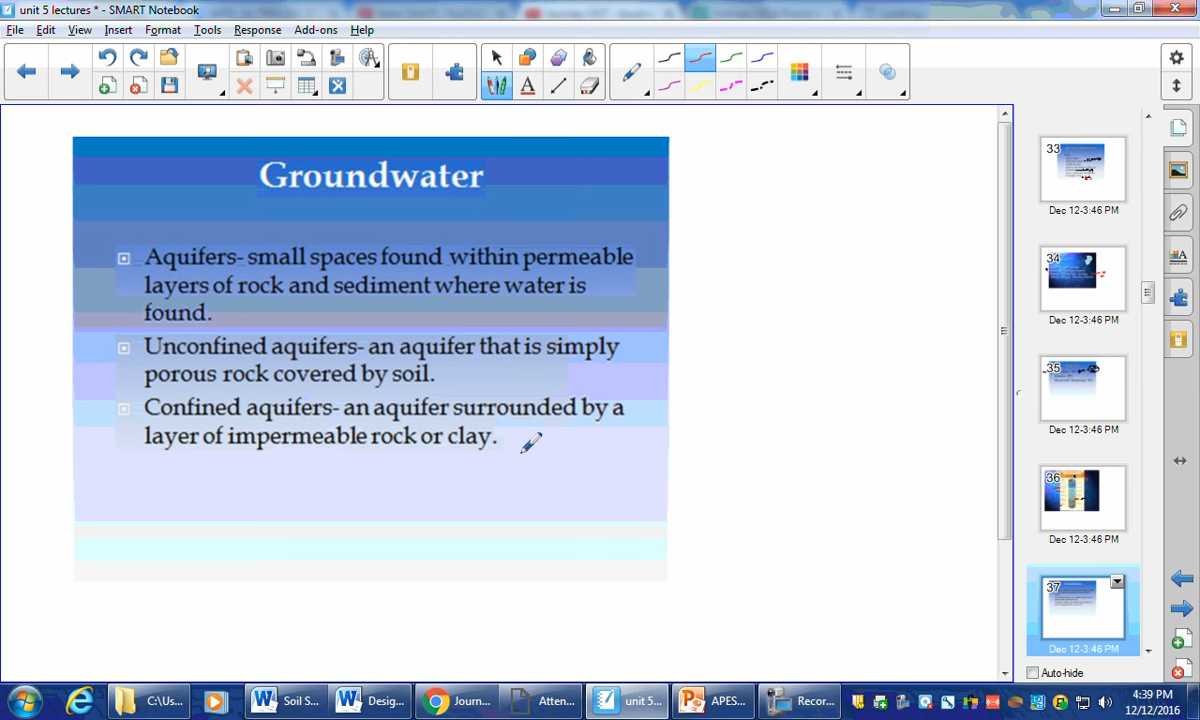 unit 5 lectures * - SMART Notebook
File Edit View Insert Format Tools Response Add-ons Help
Groundwater
Aquifers- small spaces found within permeable
layers of rock and sediment where water is
found.
Unconfined aquifers- an aquifer that is simply
porous rock covered by soil.
Confined aquifers- an aquifer surrounded by a
layer of impermeable rock or clay.
33
Dec 12-3:46 PM
34
Dec 12-3:46 PM
35
Dec 12-3:46 PM
36
Dec 12-3:46 PM
37
Dec 12-3:46 PM
Auto-hide
C:\Us... Soil S... Desig... Journ... Atten... unit 5... APES... Recor...
4:39 PM
12/12/2016